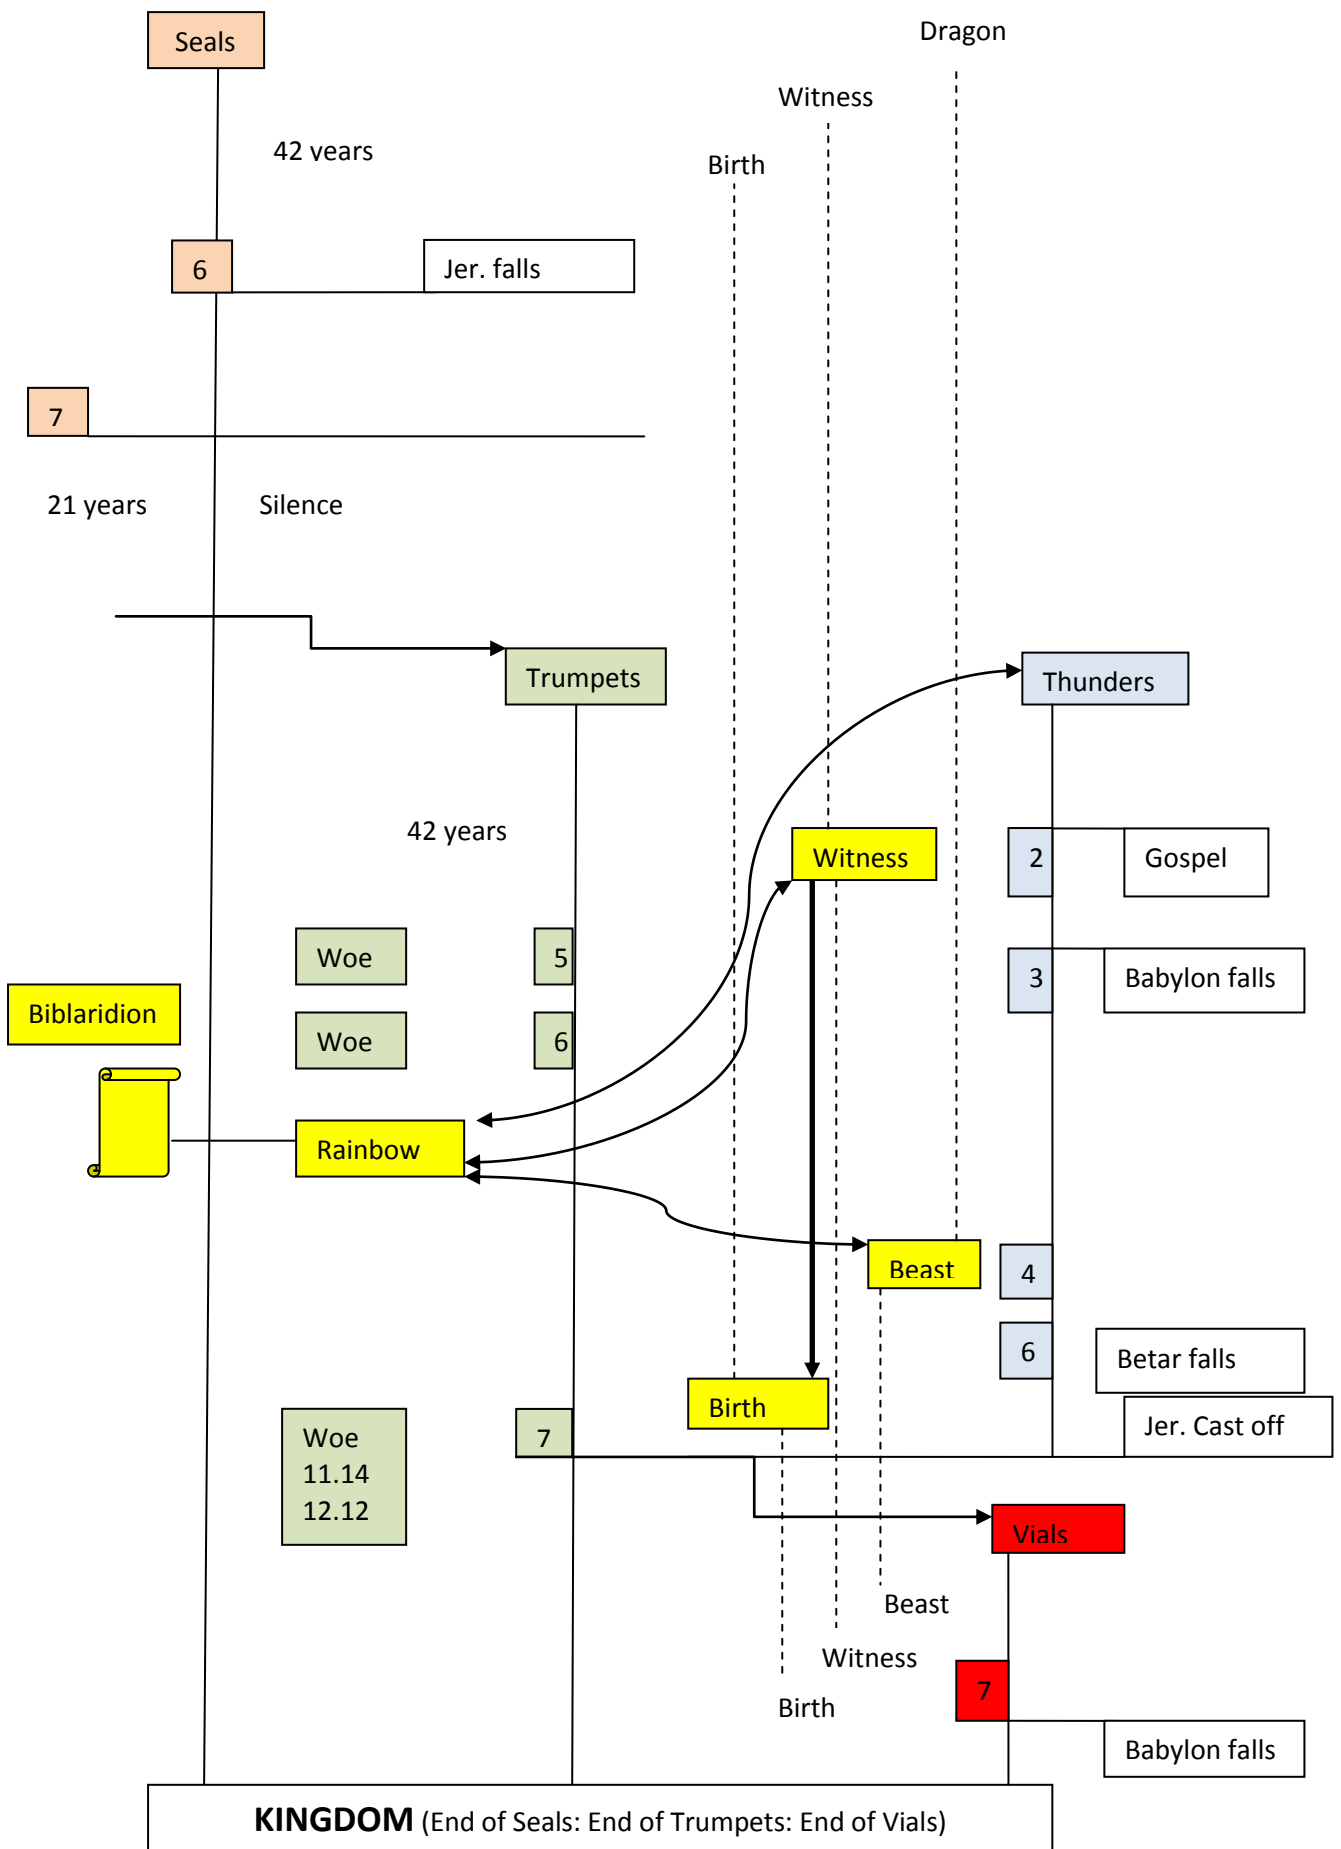 Seals
Dragon
Witness
42 years
Birth
6
Jer. falls
7
21 years
Silence
Trumpets
Thunders
42 years
Witness
2
Gospel
Woe
5
3
Babylon falls
Biblaridion
Woe
6
Rainbow
Beast
4
6
Betar falls
Birth
Jer. Cast off
Woe
11.14
12.12
7
Vials
Beast
Witness
7
Birth
Babylon falls
KINGDOM (End of Seals: End of Trumpets: End of Vials)